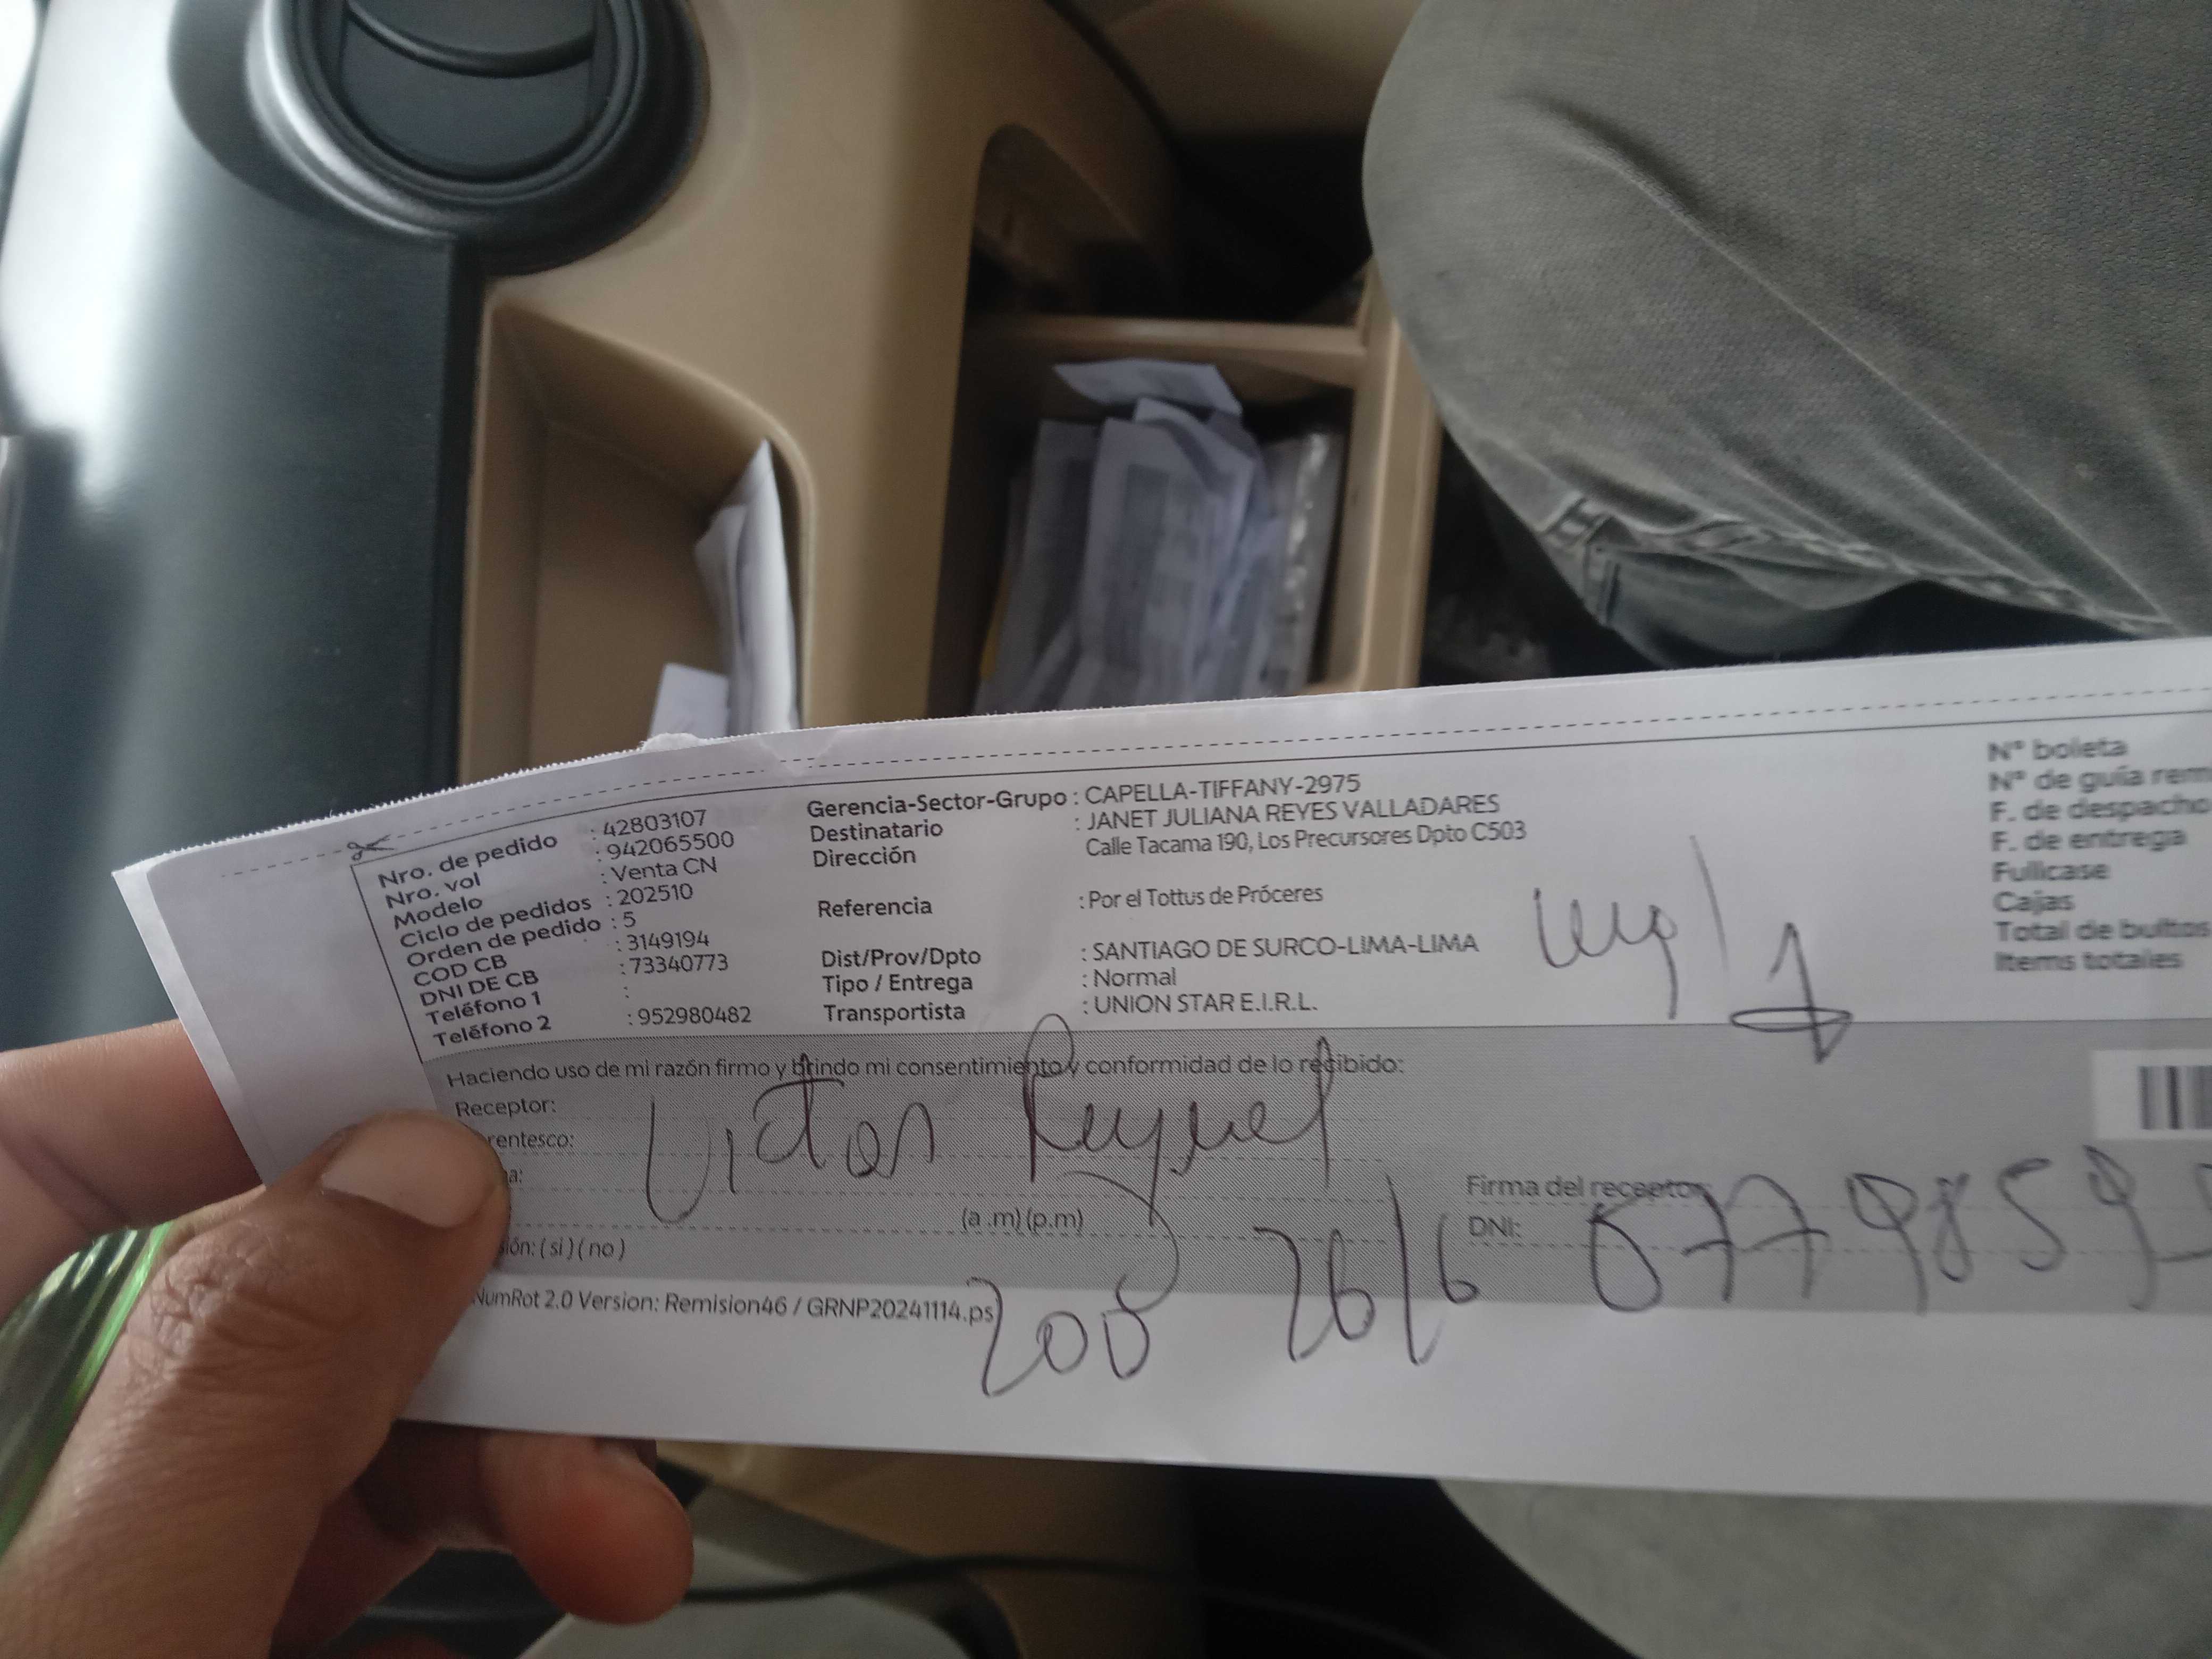 Nro. de pedido : 42803107
Nro. vol : 942065500
Modelo : Venta CN
Ciclo de pedidos : 202510
Orden de pedido : 5
COD CB : 3149194
DNI DE CB : 73340773
Teléfono 1 :
Teléfono 2 : 952980482
Gerencia-Sector-Grupo : CAPELLA-TIFFANY-2975
Destinatario : JANET JULIANA REYES VALLADARES
Dirección Calle Tacama 190, Los Precursores Dpto C503
Referencia : Por el Tottus de Próceres
Dist/Prov/Dpto : SANTIAGO DE SURCO-LIMA-LIMA
Tipo / Entrega : Normal
Transportista : UNION STAR E.I.R.L.
N° boleta
N° de guía remi
F. de despacho
F. de entrega
Fullcase
Cajas
Total de bultos
Items totales
Haciendo uso de mi razón firmo y brindo mi consentimiento y conformidad de lo recibido:
Receptor: Victor
rentesco:
a:
(a .m) (p.m)
sión: ( si ) ( no )
Firma del receptor:
DNI:
200 26/6
NumRot 2.0 Version: Remision46 / GRNP20241114.ps